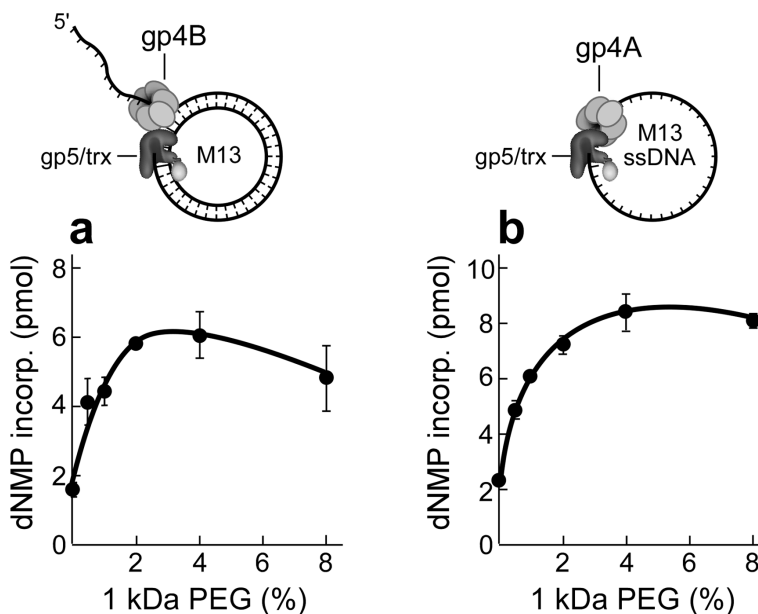 5'
gp4B
gp5/trx
M13
a
dNMP incorp. (pmol)
8
6
4
2
0
2 4 6 8
1 kDa PEG (%)
gp4A
gp5/trx
M13
ssDNA
b
dNMP incorp. (pmol)
10
8
6
4
2
0
2 4 6 8
1 kDa PEG (%)